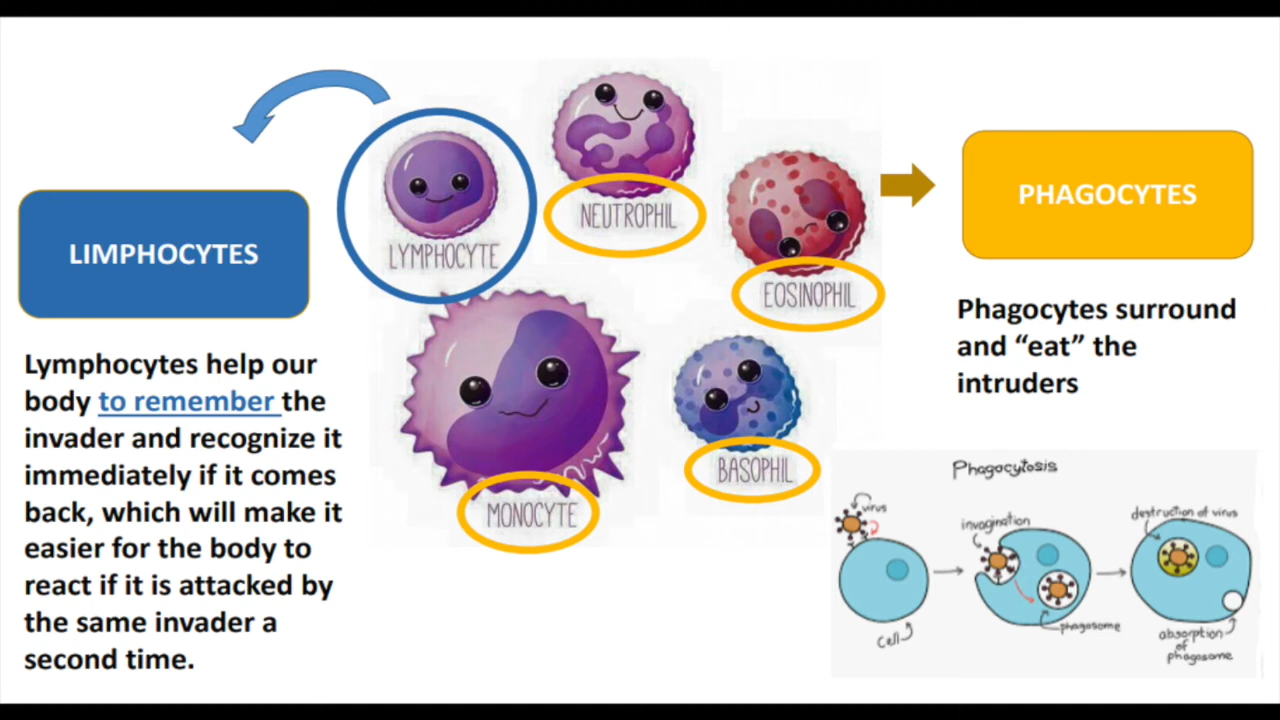 LIMPHOCYTES
Lymphocytes help our
body to remember the
invader and recognize it
immediately if it comes
back, which will make it
easier for the body to
react if it is attacked by
the same invader a
second time.
LYMPHOCYTE
NEUTROPHIL
EOSINOPHIL
MONOCYTE
BASOPHIL
PHAGOCYTES
Phagocytes surround
and “eat” the
intruders
Phagocytosis
virus
cell
invagination
phagosome
destruction of virus
absorption
of
phagosome